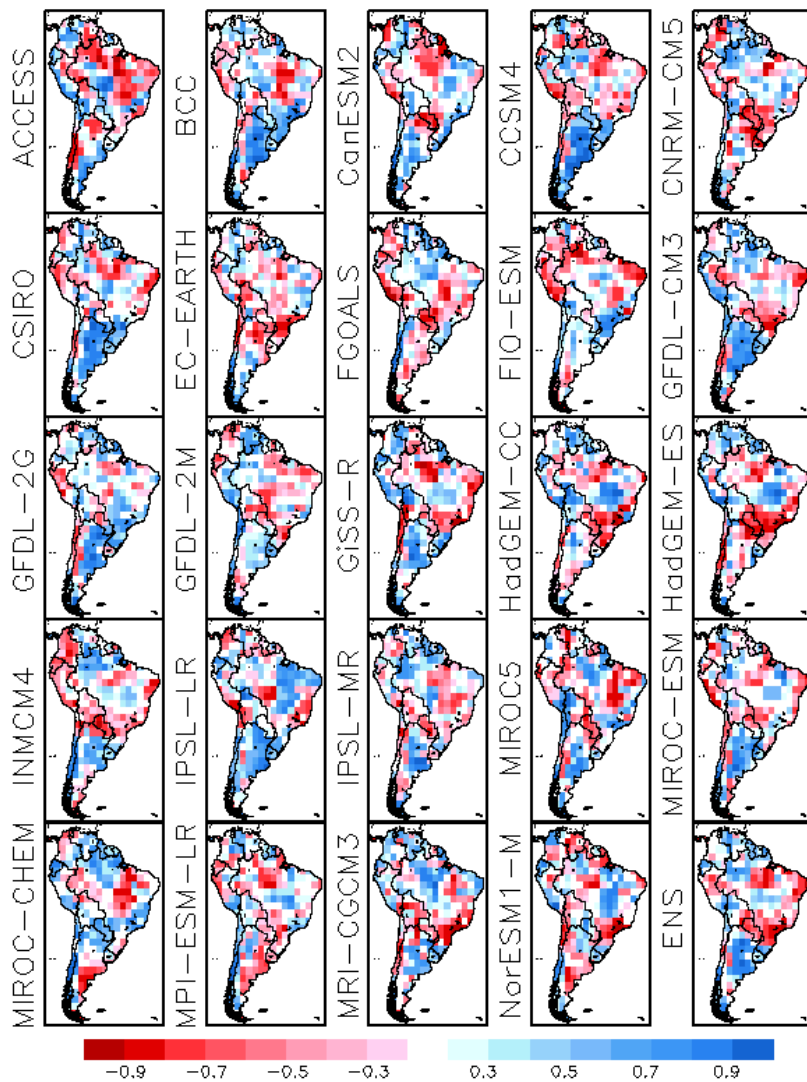 ACCESS
BCC
CanESM2
CCSM4
CNRM−CM5
CSIRO
EC−EARTH
FGOALS
FIO−ESM
GFDL−CM3
GFDL−2G
GFDL−2M
GiSS−R
HadGEM−CC
HadGEM−ES
INMCM4
IPSL−LR
IPSL−MR
MIROC5
MIROC−ESM
MIROC−CHEM
MPI−ESM−LR
MRI−CGCM3
NorESM1−M
ENS
−0.9 −0.7 −0.5 −0.3 0.3 0.5 0.7 0.9